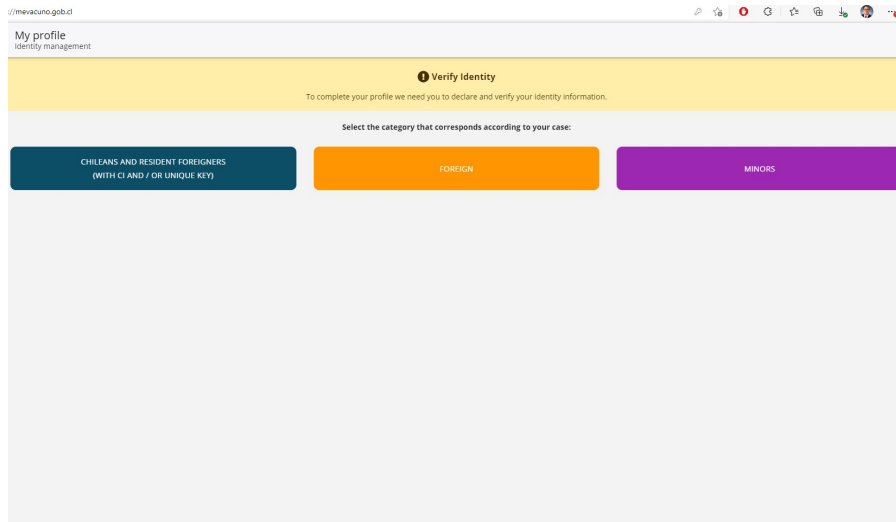 ://mevacuno.gob.cl
My profile
Identity management
Verify Identity
To complete your profile we need you to declare and verify your identity information.
Select the category that corresponds according to your case:
CHILEANS AND RESIDENT FOREIGNERS
(WITH CI AND / OR UNIQUE KEY)
FOREIGN
MINORS